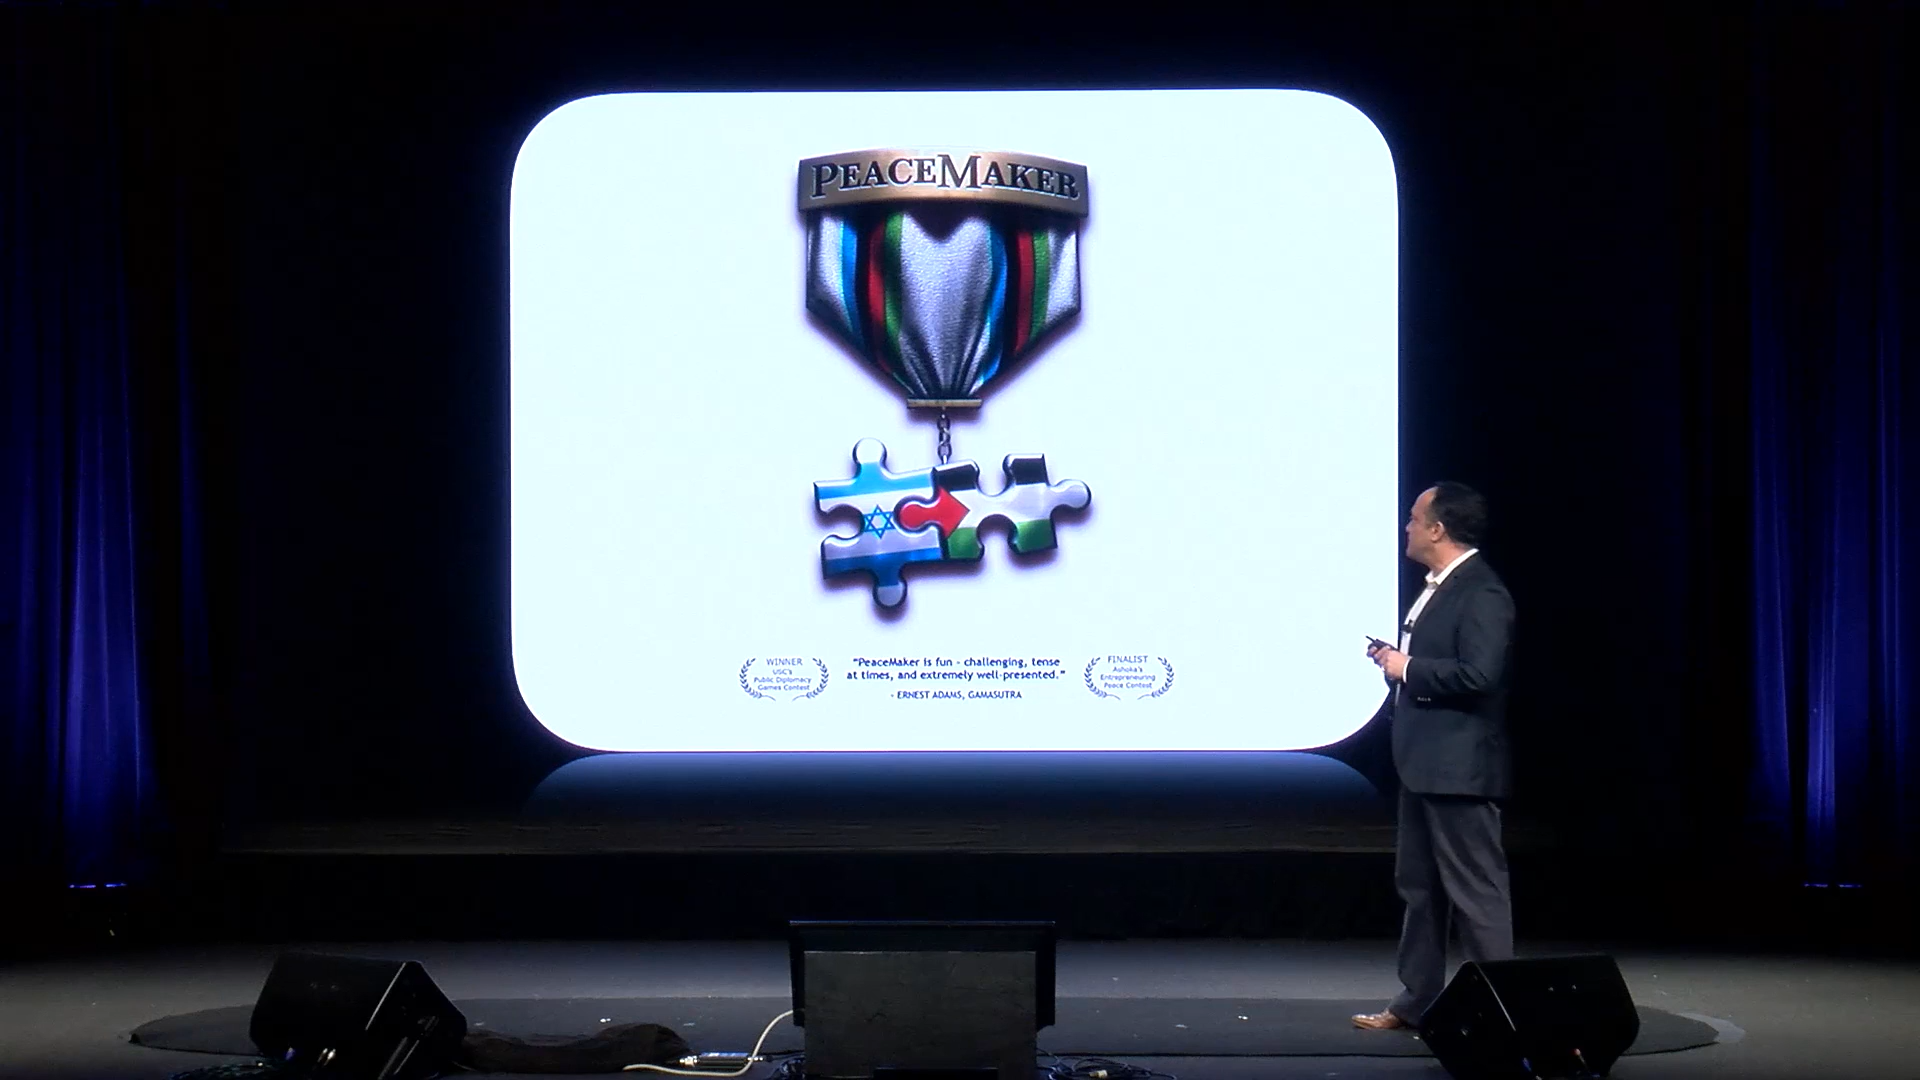 PEACEMAKER
WINNER
USC's
Public Diplomacy
Games Contest
"PeaceMaker is fun - challenging, tense
at times, and extremely well-presented."
- ERNEST ADAMS, GAMASUTRA
FINALIST
Ashoka's
Entrepreneuring
Peace Contest